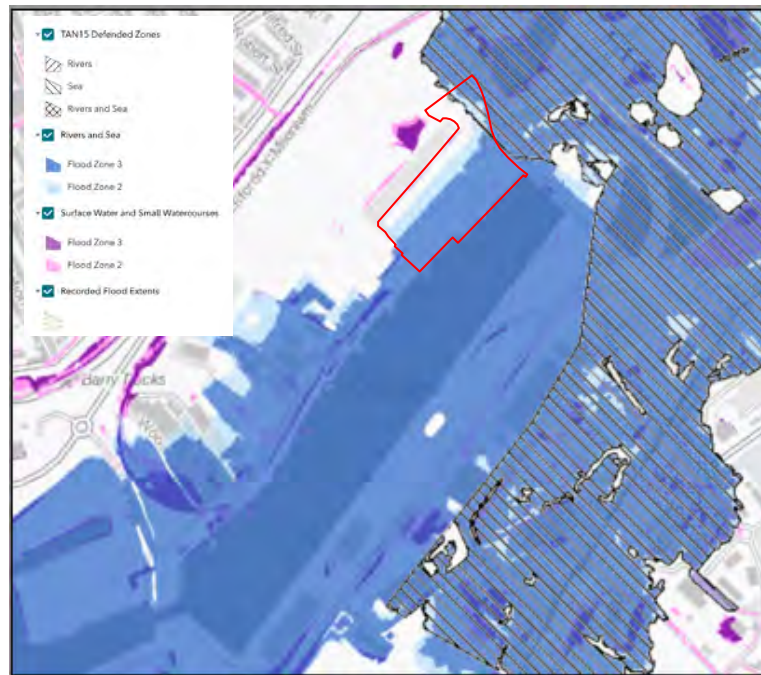 TAN15 Defended Zones
Rivers
Sea
Rivers and Sea
Rivers and Sea
Flood Zone 3
Flood Zone 2
Surface Water and Small Watercourses
Flood Zone 3
Flood Zone 2
Recorded Flood Extents
Barry Docks